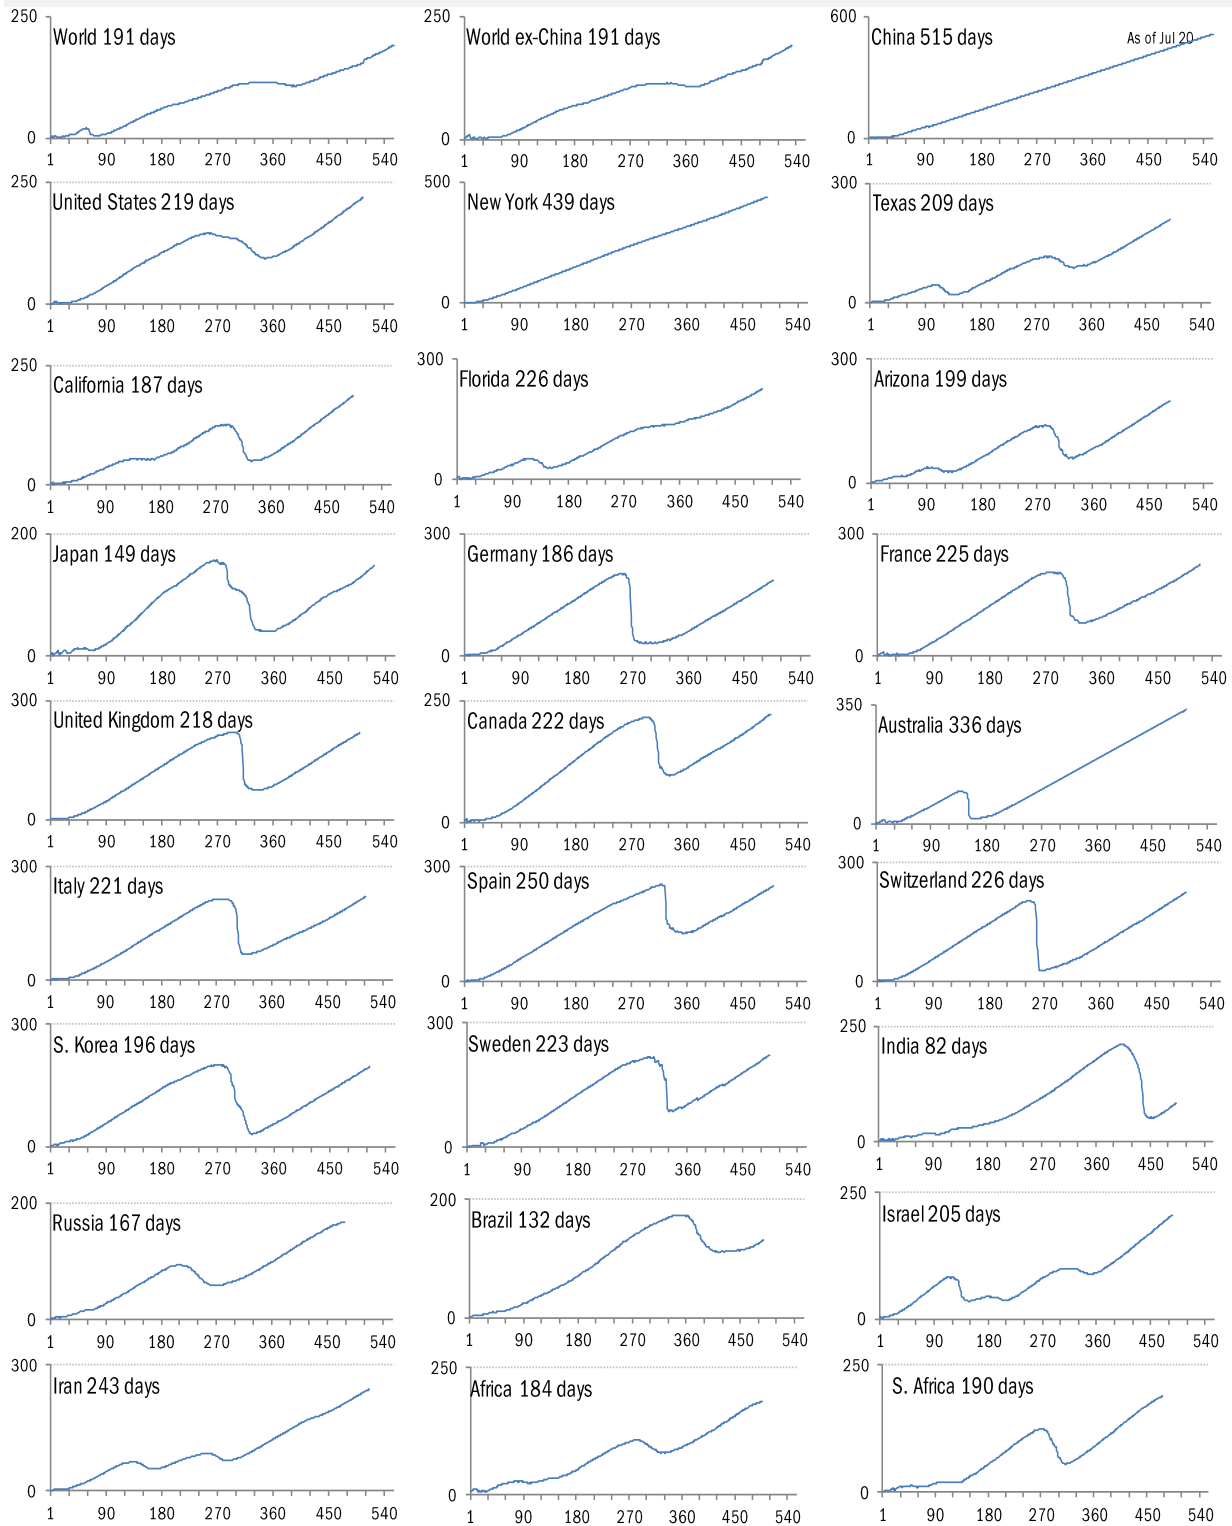 World 191 days
250
0
1 90 180 270 360 450 540
World ex-China 191 days
250
0
1 90 180 270 360 450 540
China 515 days
As of Jul 20
600
0
1 90 180 270 360 450 540
United States 219 days
250
0
1 90 180 270 360 450 540
New York 439 days
500
0
1 90 180 270 360 450 540
Texas 209 days
300
0
1 90 180 270 360 450 540
California 187 days
250
0
1 90 180 270 360 450 540
Florida 226 days
300
0
1 90 180 270 360 450 540
Arizona 199 days
300
0
1 90 180 270 360 450 540
Japan 149 days
200
0
1 90 180 270 360 450 540
Germany 186 days
300
0
1 90 180 270 360 450 540
France 225 days
300
0
1 90 180 270 360 450 540
United Kingdom 218 days
300
0
1 90 180 270 360 450 540
Canada 222 days
250
0
1 90 180 270 360 450 540
Australia 336 days
350
0
1 90 180 270 360 450 540
Italy 221 days
300
0
1 90 180 270 360 450 540
Spain 250 days
300
0
1 90 180 270 360 450 540
Switzerland 226 days
300
0
1 90 180 270 360 450 540
S. Korea 196 days
300
0
1 90 180 270 360 450 540
Sweden 223 days
300
0
1 90 180 270 360 450 540
India 82 days
250
0
1 90 180 270 360 450 540
Russia 167 days
200
0
1 90 180 270 360 450 540
Brazil 132 days
200
0
1 90 180 270 360 450 540
Israel 205 days
250
0
1 90 180 270 360 450 540
Iran 243 days
300
0
1 90 180 270 360 450 540
Africa 184 days
250
0
1 90 180 270 360 450 540
S. Africa 190 days
250
0
1 90 180 270 360 450 540